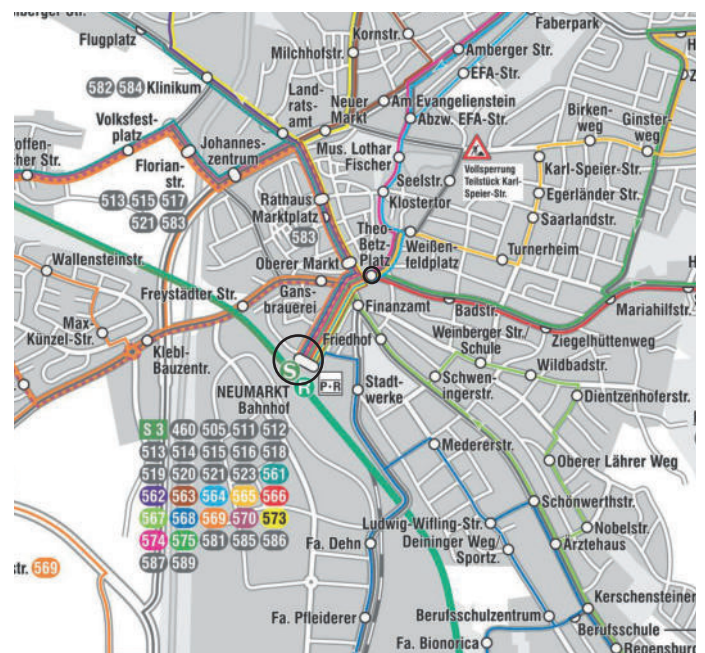 Flugplatz
Kornstr.
Faberpark
Milchhofstr.
Amberger Str.
EFA-Str.
582 584 Klinikum
Land-
rats-
amt
Neuer
Markt
Am Evangelienstein
Abzw. EFA-Str.
Birken-
weg
Ginster-
weg
Volksfest-
platz
Johannes-
zentrum
Mus. Lothar
Fischer
Vollsperrung
Teilstück Karl-
Speier-Str.
Karl-Speier-Str.
cher Str.
Florian-
str.
513 515 517
521 583
Seelstr.
Klostertor
Egerländer Str.
Saarlandstr.
Rathaus
Marktplatz
583
Theo-
Betz-
Platz
Weißen-
feldplatz
Turnerheim
Wallensteinstr.
Oberer Markt
Freystädter Str.
Gans-
brauerei
Finanzamt
Badstr.
Mariahilfstr.
Max-
Künzel-Str.
Klebl-
Bauzentr.
Friedhof
Weinberger Str./
Schule
Ziegelhüttenweg
Wildbadstr.
S
R
P+R
NEUMARKT
Bahnhof
Stadt-
werke
Schwen-
ingerstr.
Dientzenhoferstr.
S 3 460 505 511 512
513 514 515 516 518
519 520 521 523 561
562 563 564 565 566
567 568 569 570 573
574 575 581 585 586
587 589
Medererstr.
Oberer Lährer Weg
Schönwerthstr.
Ludwig-Wifling-Str.
Deininger Weg/
Sportz.
Nobelstr.
Ärztehaus
Fa. Dehn
tr. 569
Fa. Pfleiderer
Berufsschulzentrum
Kerschensteiner
Berufsschule
Fa. Bionorica
Regensburg